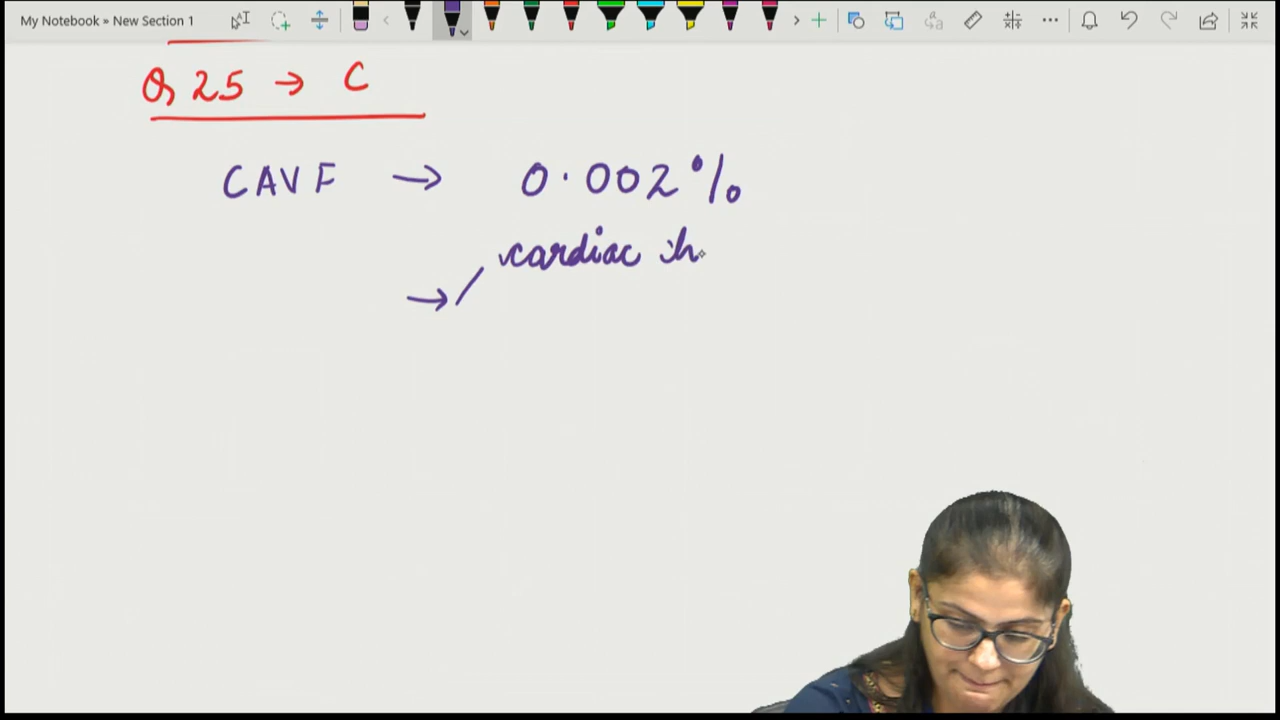 My Notebook » New Section 1
Q 25 → C
CAVF → 0.002%
cardiac
→